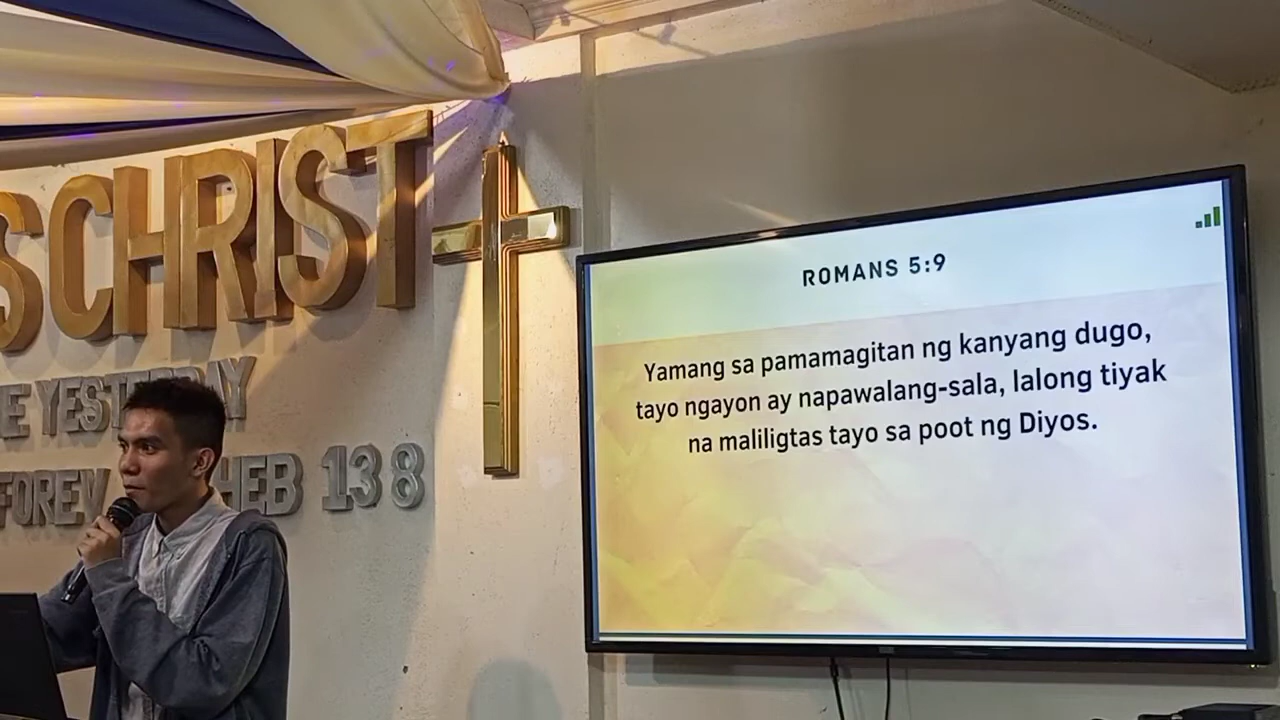 SCHRIST
E YESTERDAY
FOREV HEB 13 8
ROMANS 5:9
Yamang sa pamamagitan ng kanyang dugo,
tayo ngayon ay napawalang-sala, lalong tiyak
na maliligtas tayo sa poot ng Diyos.